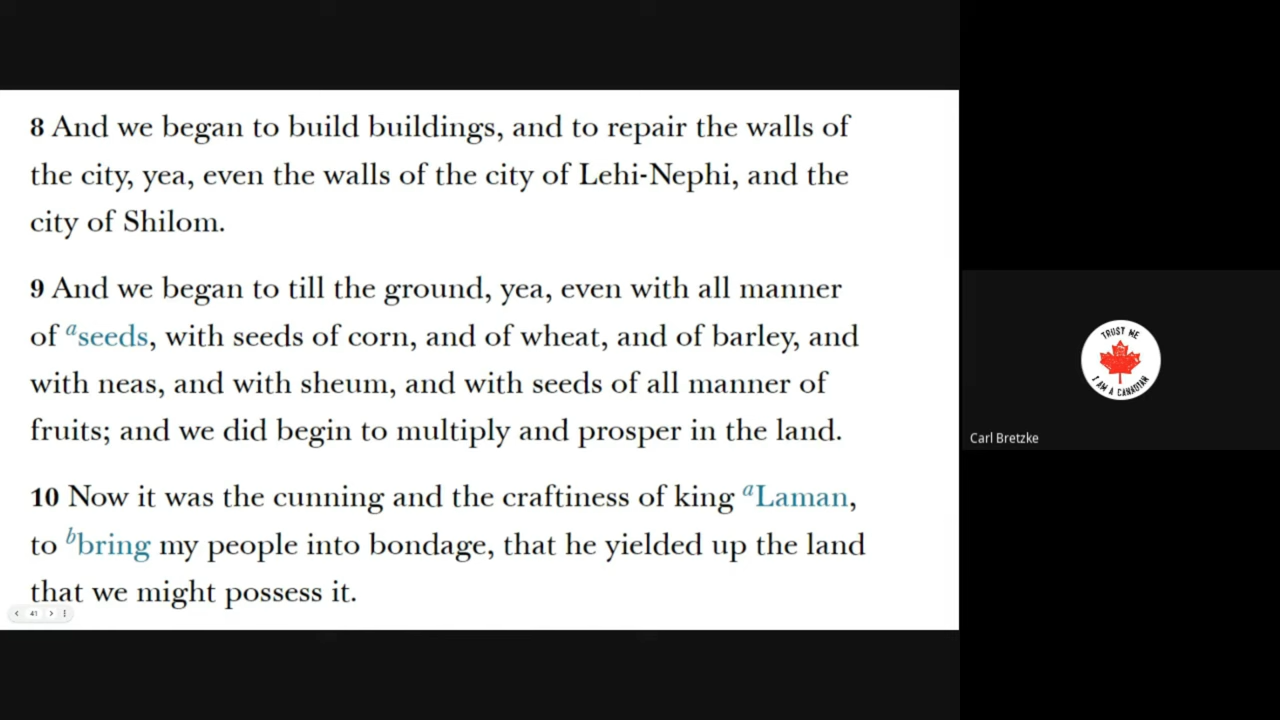 8 And we began to build buildings, and to repair the walls of
the city, yea, even the walls of the city of Lehi-Nephi, and the
city of Shilom.
9 And we began to till the ground, yea, even with all manner
of aseeds, with seeds of corn, and of wheat, and of barley, and
with neas, and with sheum, and with seeds of all manner of
fruits; and we did begin to multiply and prosper in the land.
10 Now it was the cunning and the craftiness of king aLaman,
to bbring my people into bondage, that he yielded up the land
that we might possess it.
41
TRUST ME
I AM A CANADIAN
Carl Bretzke